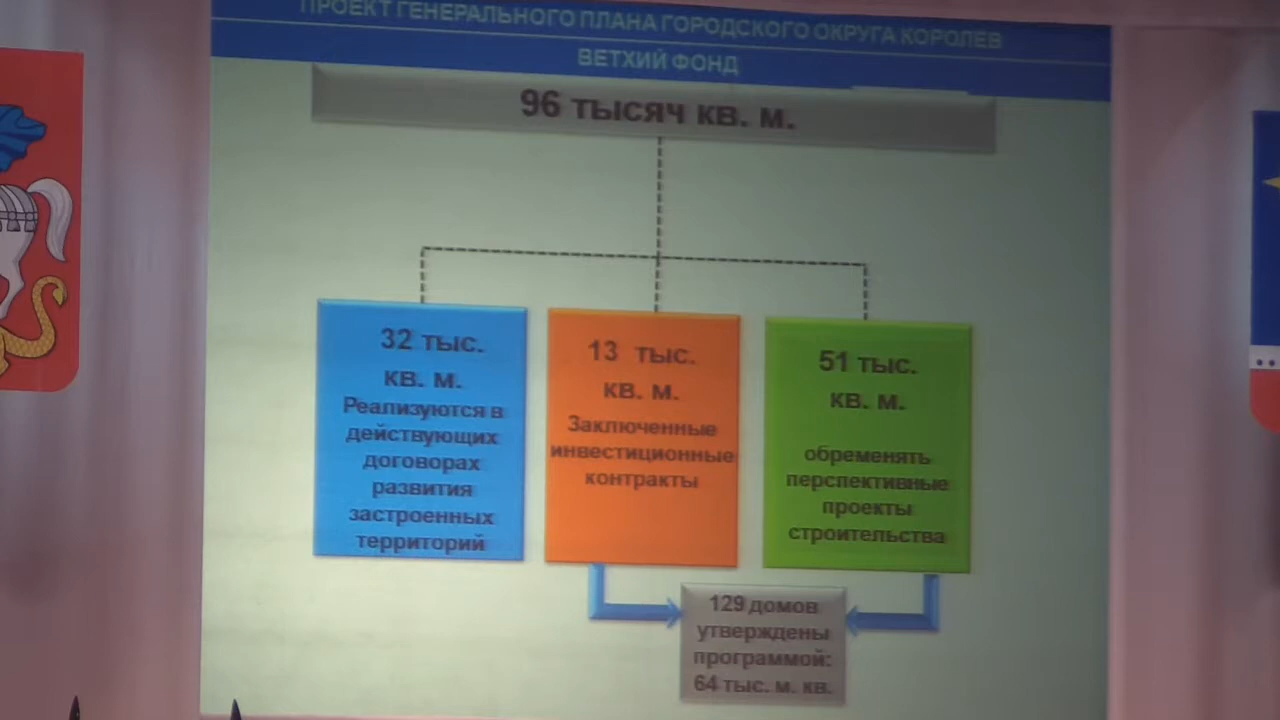 ПРОЕКТ ГЕНЕРАЛЬНОГО ПЛАНА ГОРОДСКОГО ОКРУГА КОРОЛЕВ
ВЕТХИЙ ФОНД
96 тысяч кв. м.
32 тыс.
кв. м.
Реализуются в
действующих
договорах
развития
застроенных
территорий
13 тыс.
кв. м.
Заключенные
инвестиционные
контракты
51 тыс.
кв. м.
обременять
перспективные
проекты
строительства
129 домов
утверждены
программой:
64 тыс. м. кв.